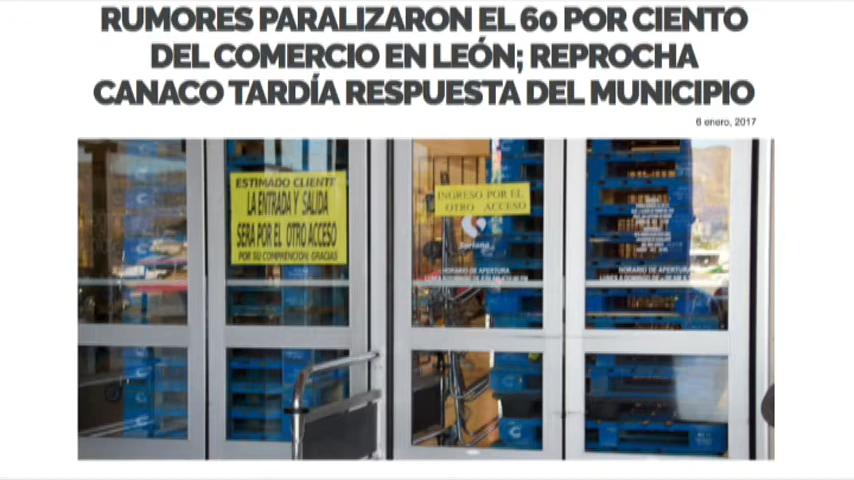 RUMORES PARALIZARON EL 60 POR CIENTO
DEL COMERCIO EN LEÓN; REPROCHA
CANACO TARDÍA RESPUESTA DEL MUNICIPIO
6 enero, 2017
ESTIMADO CLIENTE
LA ENTRADA Y SALIDA
SERA POR EL OTRO ACCESO
POR SU COMPRENCION, GRACIAS
INGRESO POR EL
OTRO ACCESO
Soriana
HORARIO DE APERTURA
HORARIO DE APERTURA